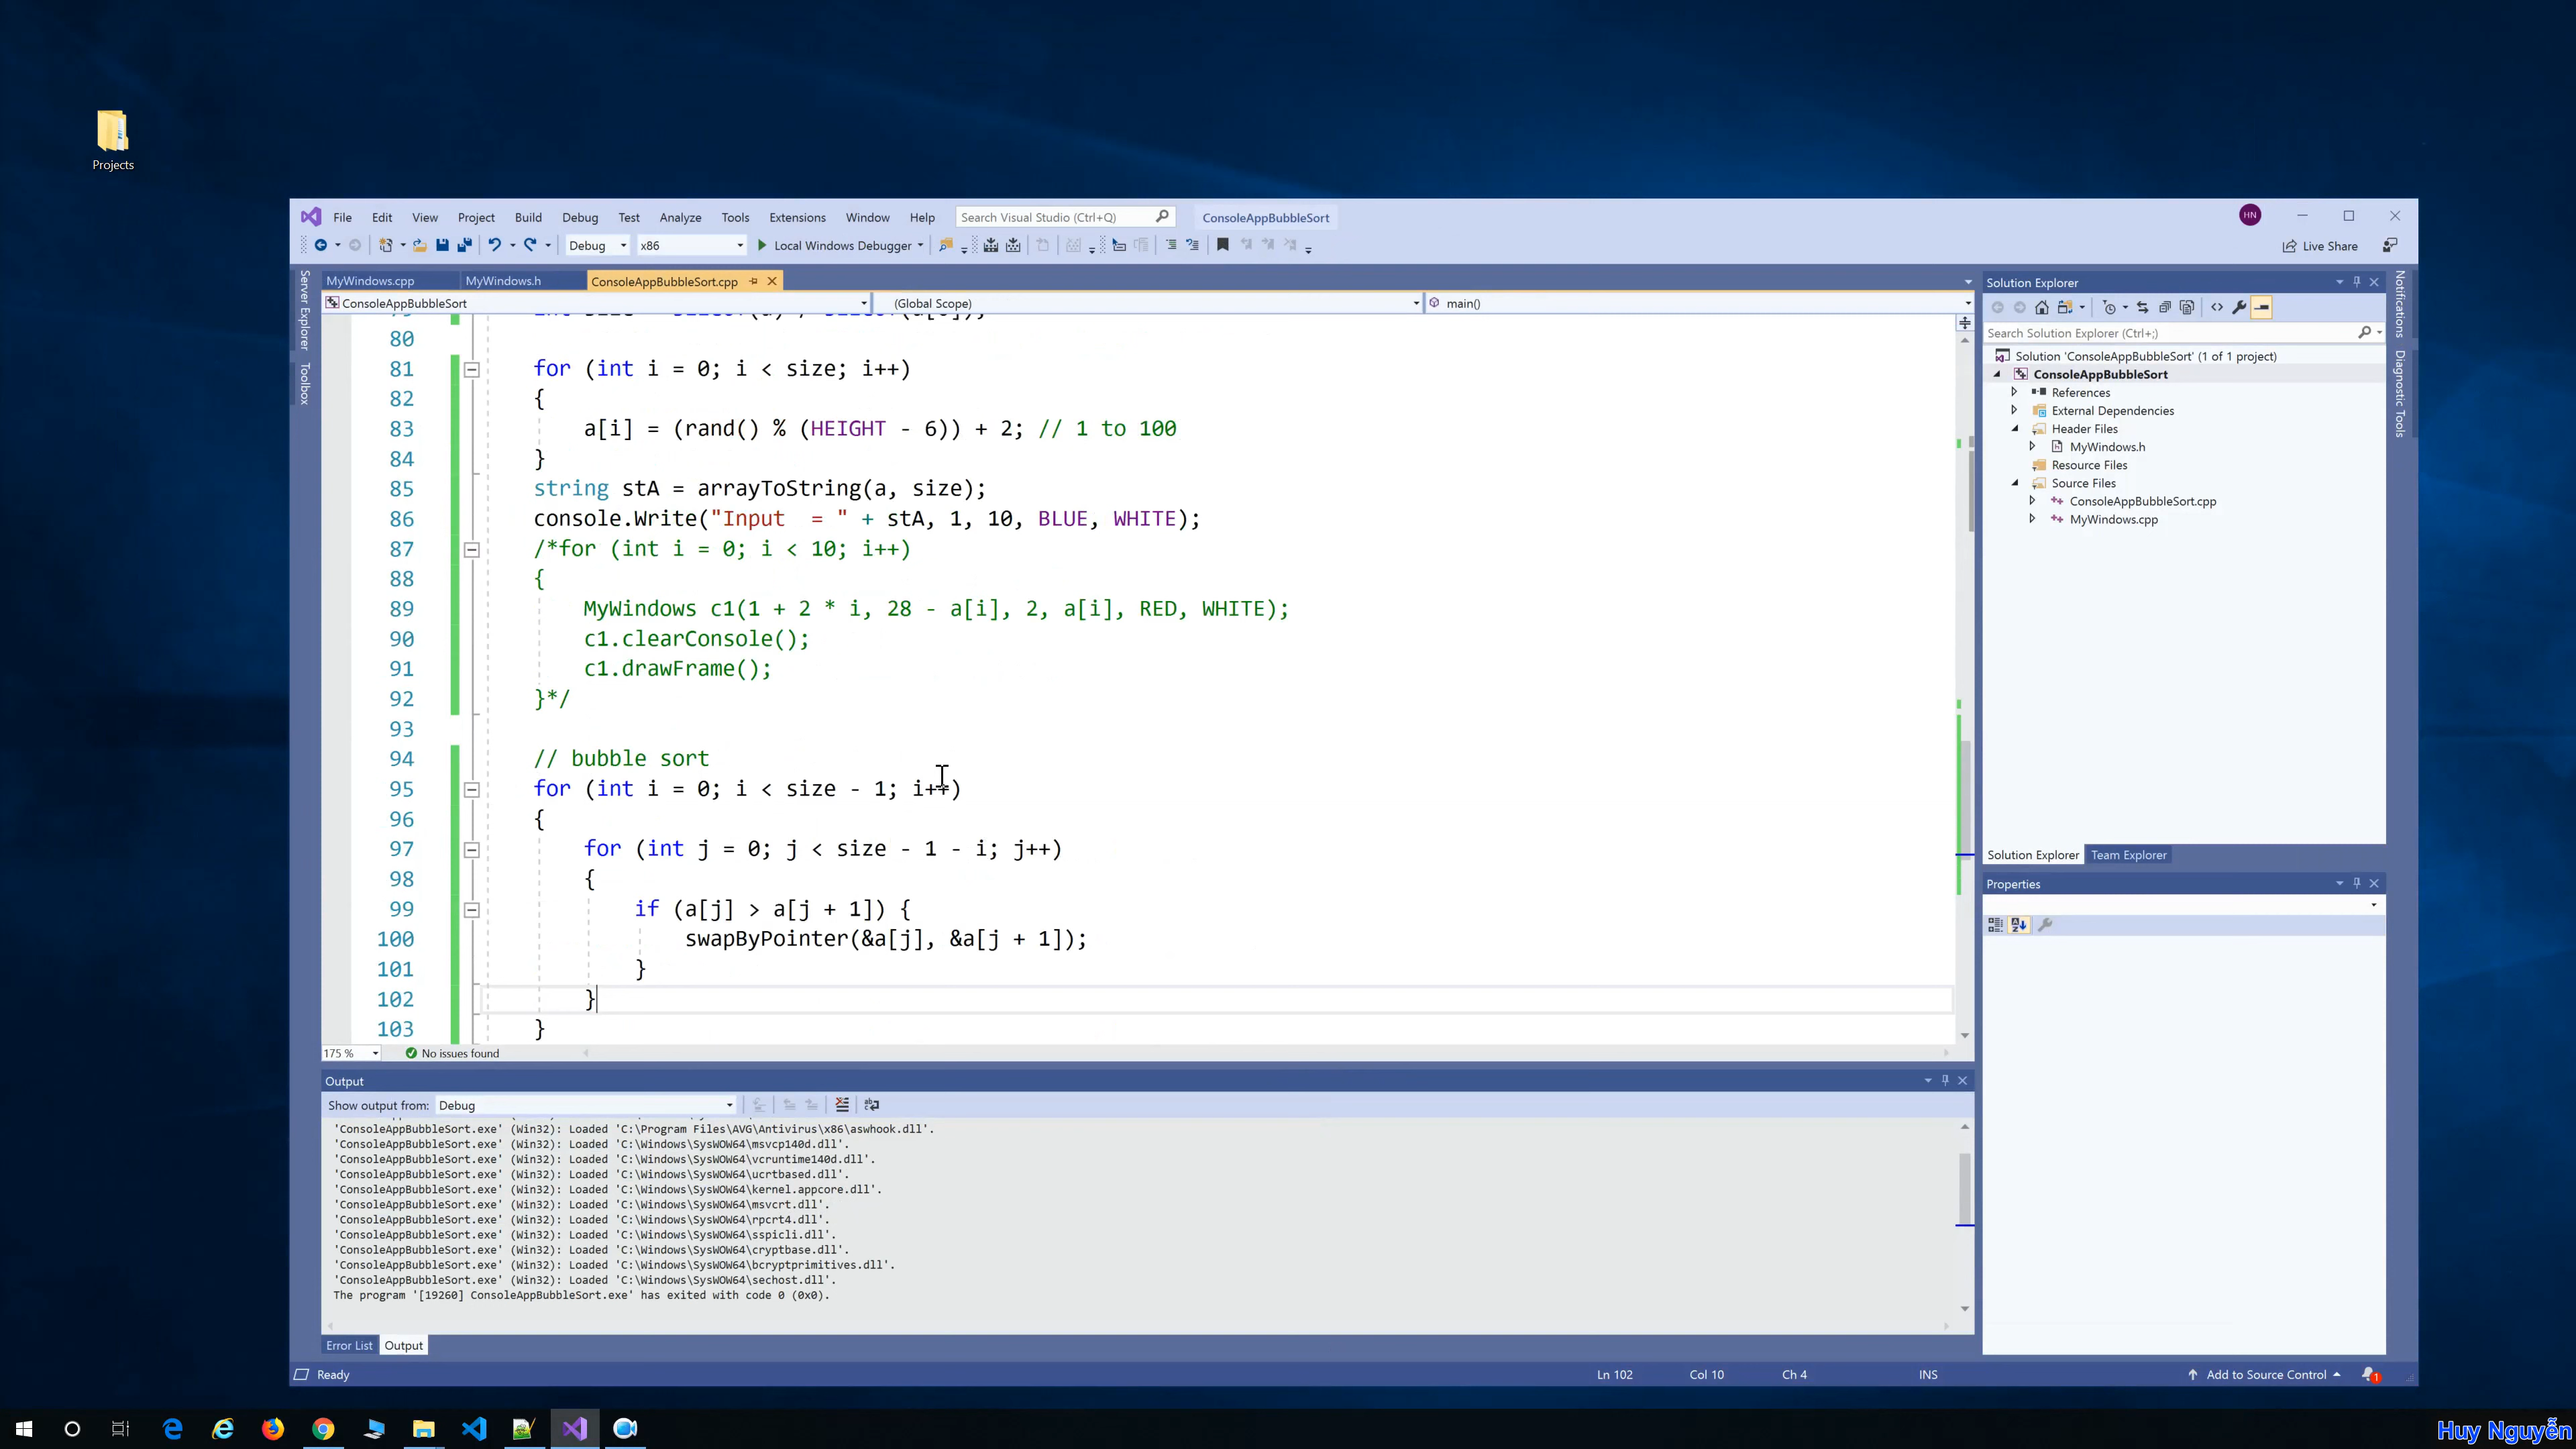 Projects
File Edit View Project Build Debug Test Analyze Tools Extensions Window Help Search Visual Studio (Ctrl+Q) ConsoleAppBubbleSort HN
Debug x86 Local Windows Debugger Live Share
MyWindows.cpp MyWindows.h ConsoleAppBubbleSort.cpp
ConsoleAppBubbleSort (Global Scope) main()
Server Explorer
Toolbox
80
81 for (int i = 0; i < size; i++)
82 {
83 a[i] = (rand() % (HEIGHT - 6)) + 2; // 1 to 100
84 }
85 string stA = arrayToString(a, size);
86 console.Write("Input  = " + stA, 1, 10, BLUE, WHITE);
87 /*for (int i = 0; i < 10; i++)
88 {
89 MyWindows c1(1 + 2 * i, 28 - a[i], 2, a[i], RED, WHITE);
90 c1.clearConsole();
91 c1.drawFrame();
92 }*/
93
94 // bubble sort
95 for (int i = 0; i < size - 1; i++)
96 {
97 for (int j = 0; j < size - 1 - i; j++)
98 {
99 if (a[j] > a[j + 1]) {
100 swapByPointer(&a[j], &a[j + 1]);
101 }
102 }
103 }
175 % No issues found
Output
Show output from: Debug
'ConsoleAppBubbleSort.exe' (Win32): Loaded 'C:\Program Files\AVG\Antivirus\x86\aswhook.dll'.
'ConsoleAppBubbleSort.exe' (Win32): Loaded 'C:\Windows\SysWOW64\msvcp140d.dll'.
'ConsoleAppBubbleSort.exe' (Win32): Loaded 'C:\Windows\SysWOW64\vcruntime140d.dll'.
'ConsoleAppBubbleSort.exe' (Win32): Loaded 'C:\Windows\SysWOW64\ucrtbased.dll'.
'ConsoleAppBubbleSort.exe' (Win32): Loaded 'C:\Windows\SysWOW64\kernel.appcore.dll'.
'ConsoleAppBubbleSort.exe' (Win32): Loaded 'C:\Windows\SysWOW64\msvcrt.dll'.
'ConsoleAppBubbleSort.exe' (Win32): Loaded 'C:\Windows\SysWOW64\rpcrt4.dll'.
'ConsoleAppBubbleSort.exe' (Win32): Loaded 'C:\Windows\SysWOW64\sspicli.dll'.
'ConsoleAppBubbleSort.exe' (Win32): Loaded 'C:\Windows\SysWOW64\cryptbase.dll'.
'ConsoleAppBubbleSort.exe' (Win32): Loaded 'C:\Windows\SysWOW64\bcryptprimitives.dll'.
'ConsoleAppBubbleSort.exe' (Win32): Loaded 'C:\Windows\SysWOW64\sechost.dll'.
The program '[19260] ConsoleAppBubbleSort.exe' has exited with code 0 (0x0).
Error List Output
Solution Explorer
Search Solution Explorer (Ctrl+;)
Solution 'ConsoleAppBubbleSort' (1 of 1 project)
ConsoleAppBubbleSort
References
External Dependencies
Header Files
MyWindows.h
Resource Files
Source Files
ConsoleAppBubbleSort.cpp
MyWindows.cpp
Solution Explorer Team Explorer
Properties
Notifications
Diagnostic Tools
Ready Ln 102 Col 10 Ch 4 INS Add to Source Control 1
Huy Nguyễn